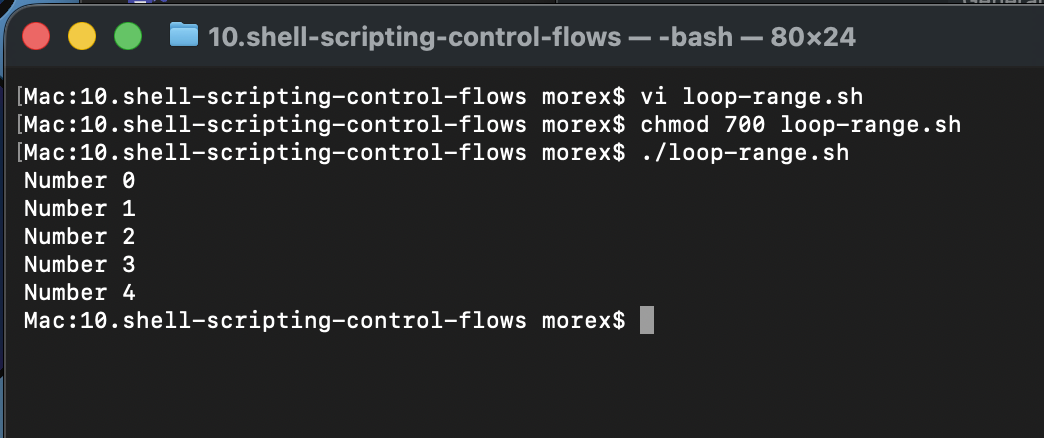 10.shell-scripting-control-flows — -bash — 80×24
[Mac:10.shell-scripting-control-flows morex$ vi loop-range.sh
[Mac:10.shell-scripting-control-flows morex$ chmod 700 loop-range.sh
[Mac:10.shell-scripting-control-flows morex$ ./loop-range.sh
Number 0
Number 1
Number 2
Number 3
Number 4
Mac:10.shell-scripting-control-flows morex$